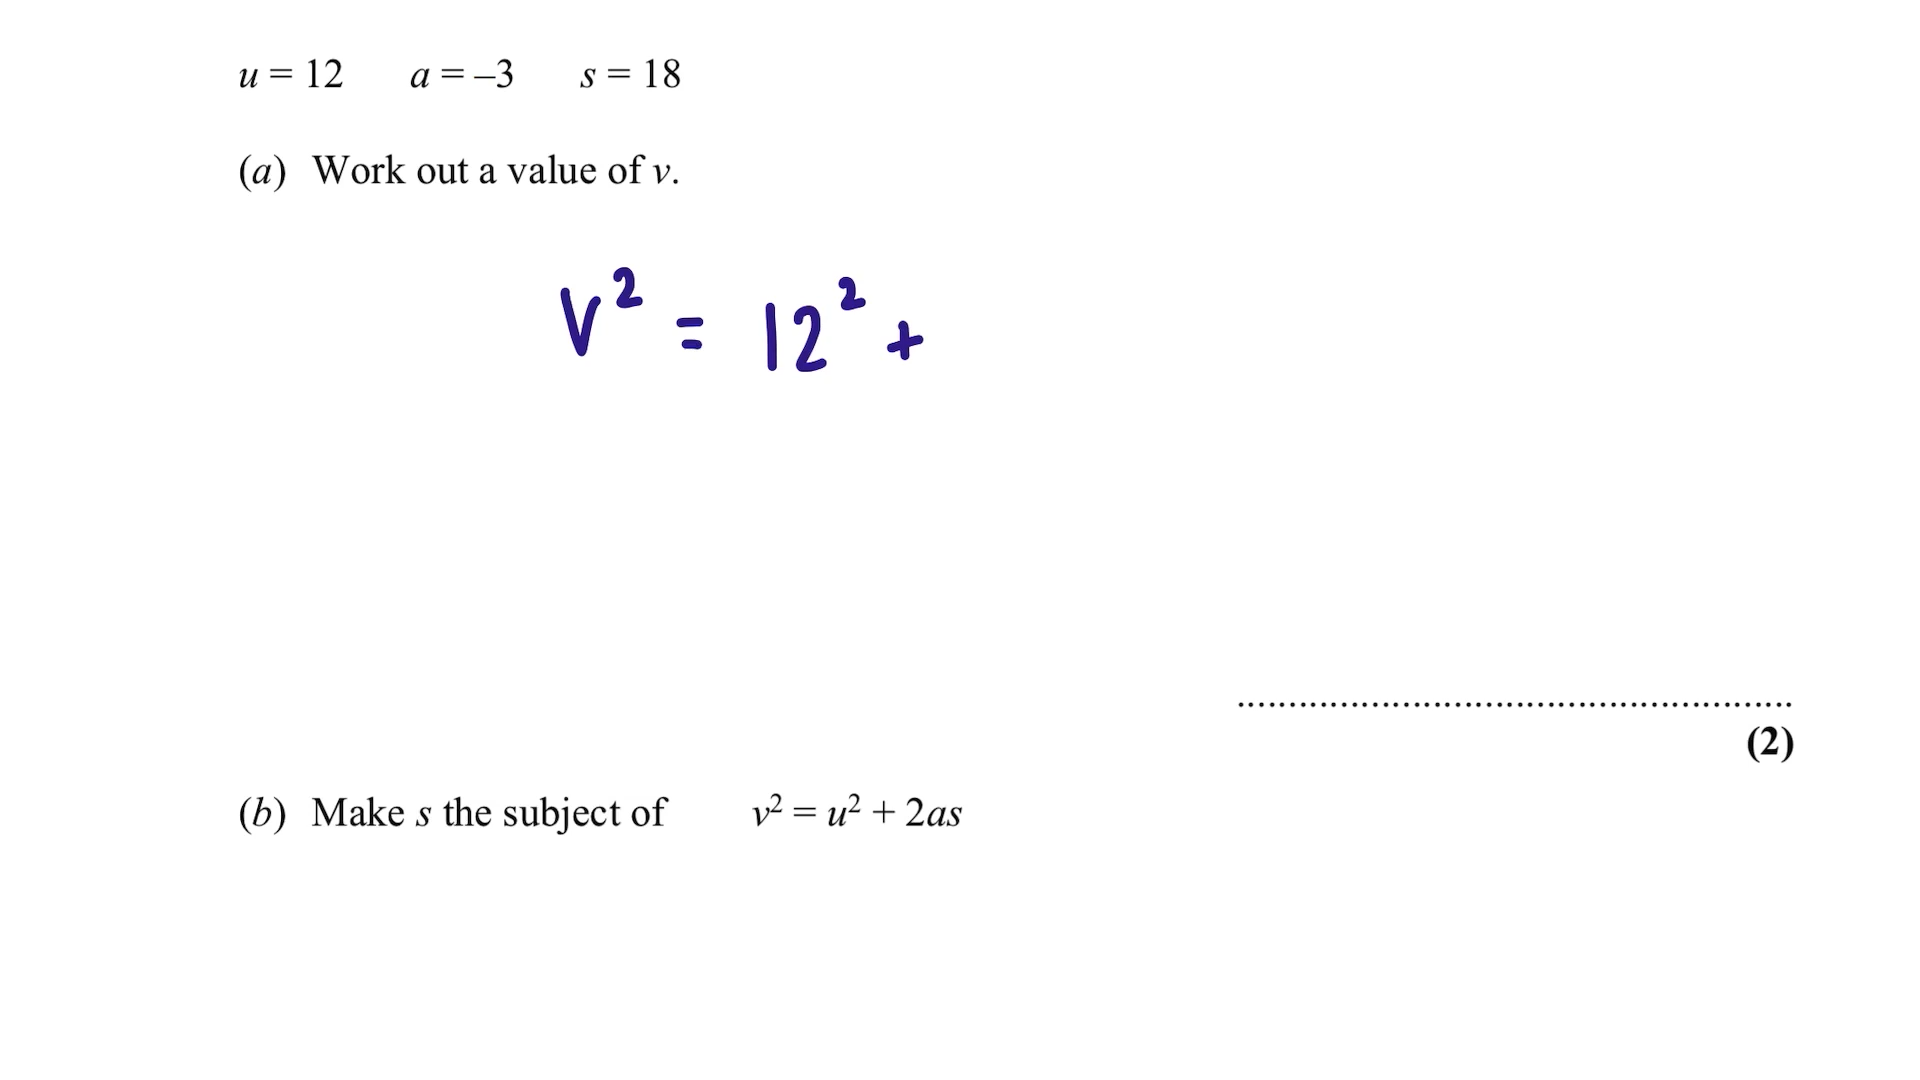 u = 12 a = –3 s = 18
(a) Work out a value of v.
V² = 12² +
......................................................
(2)
(b) Make s the subject of v² = u² + 2as